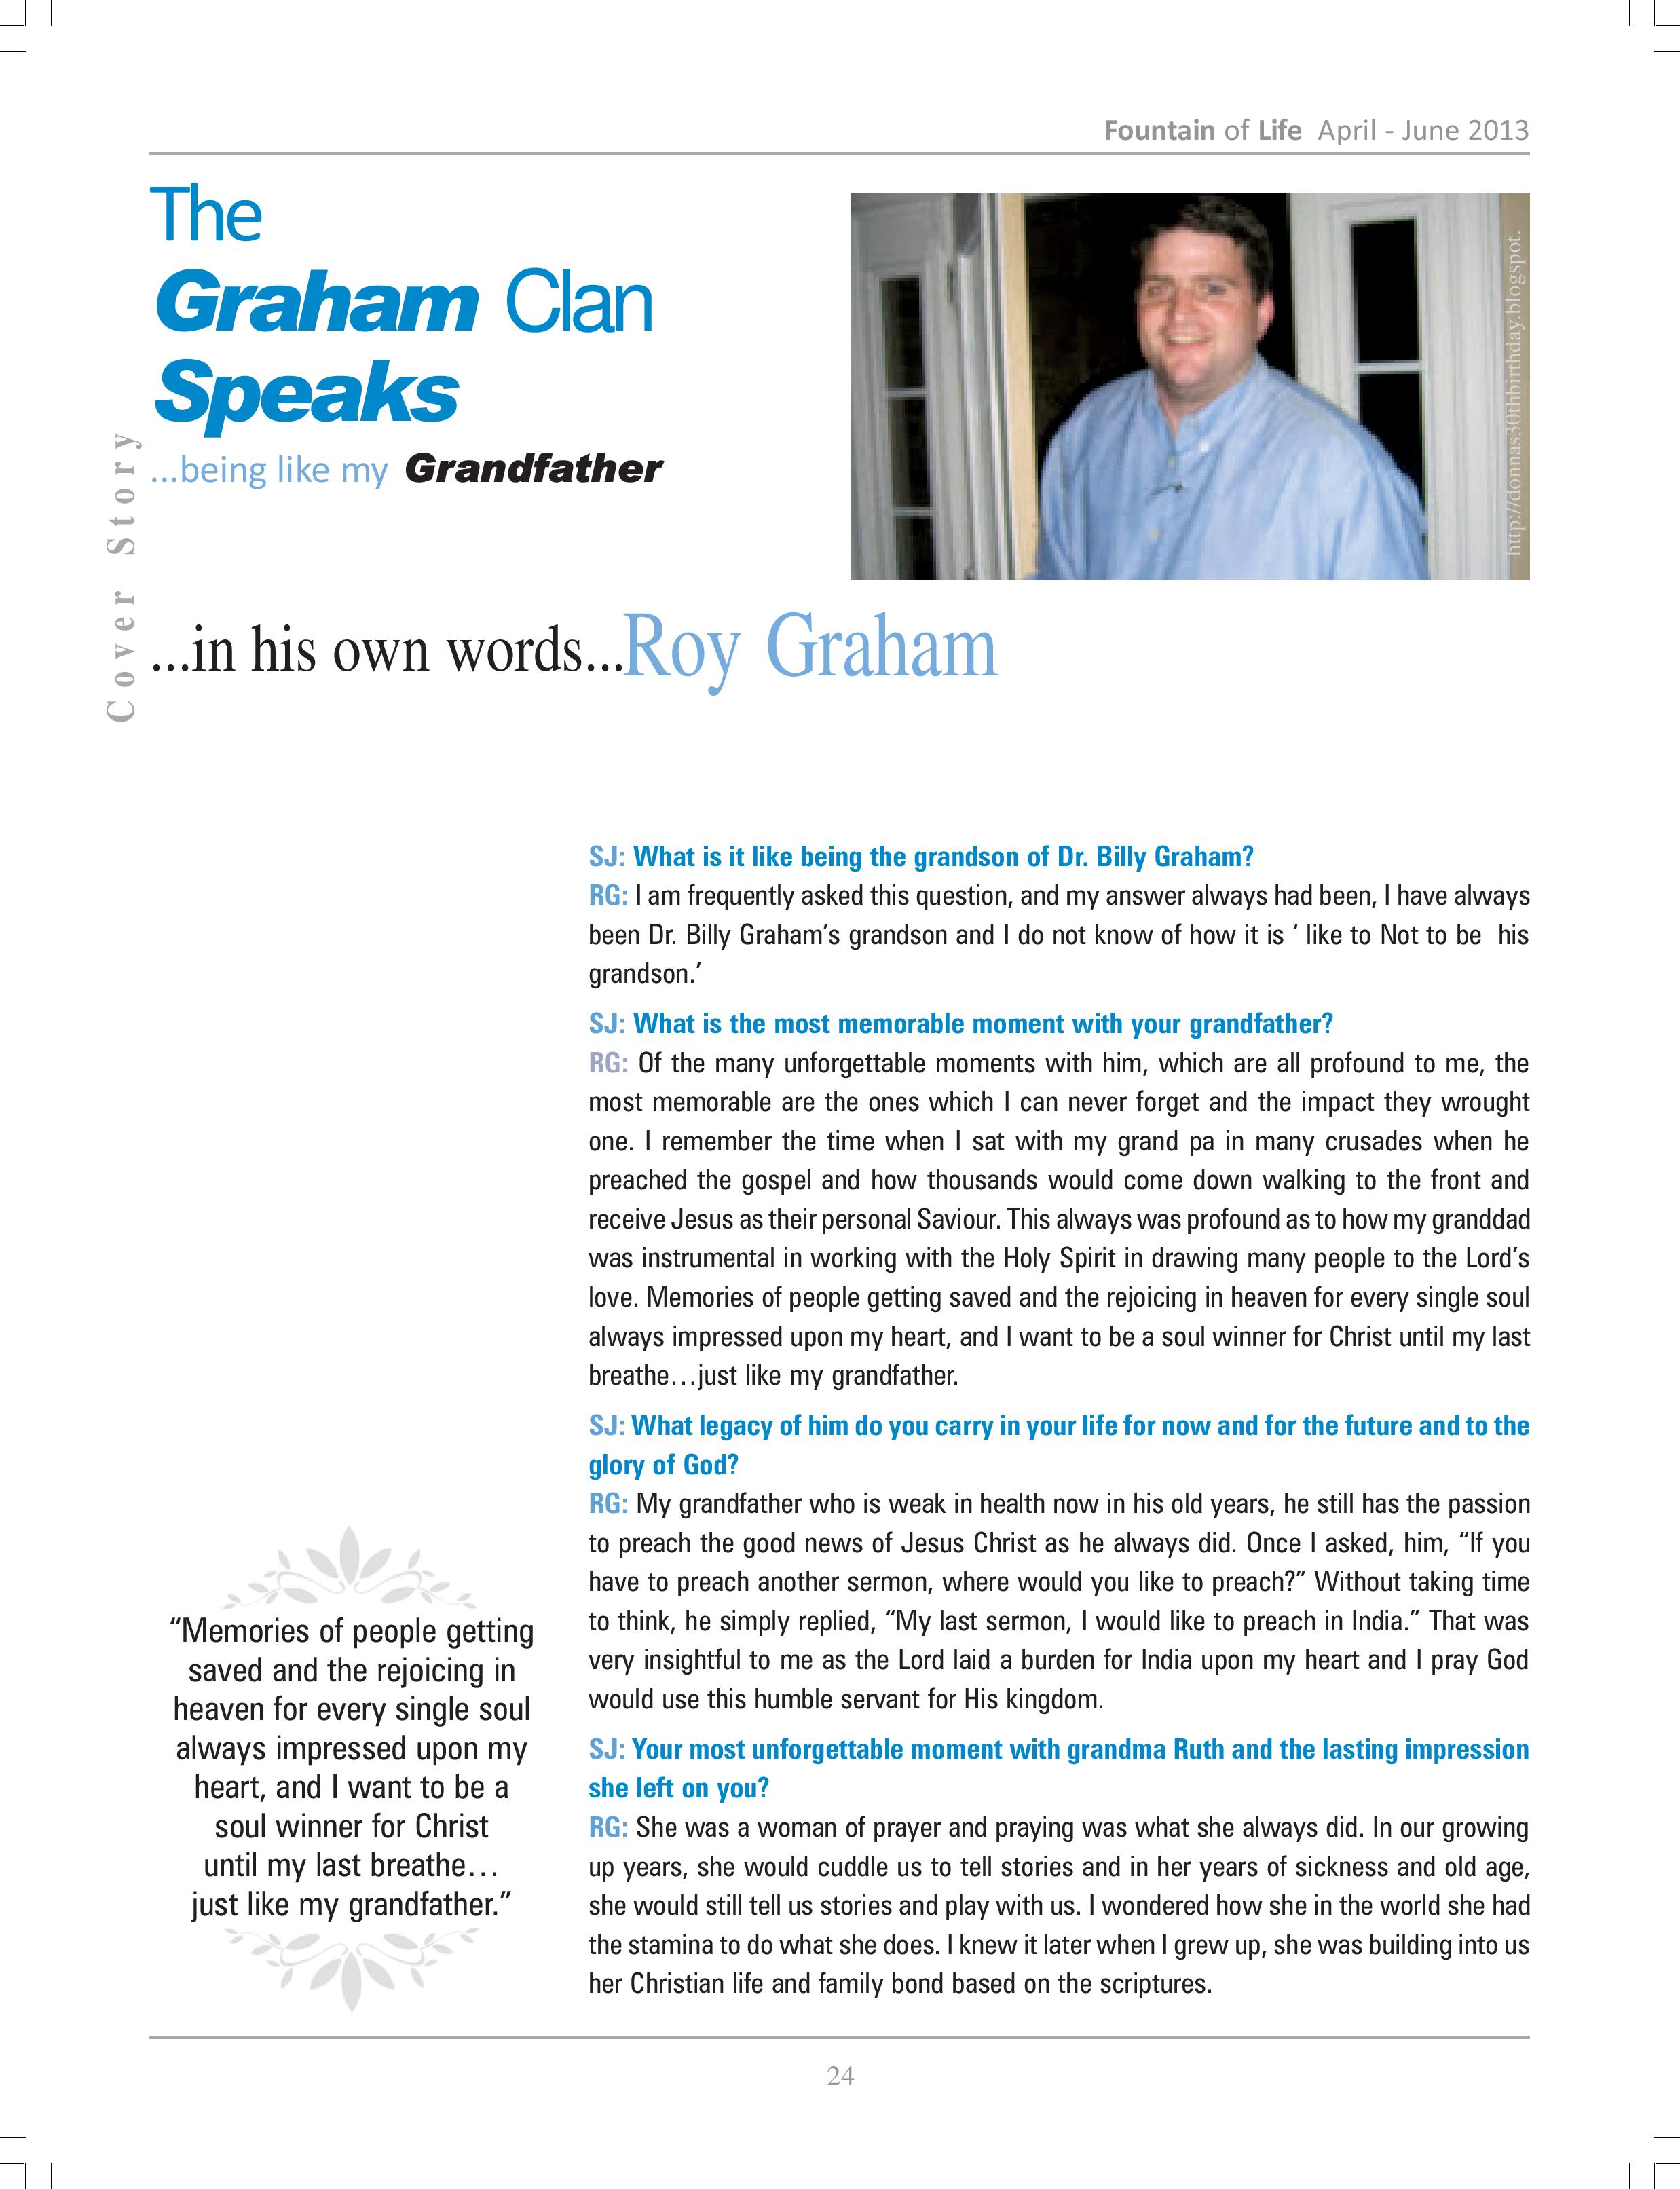 Fountain of Life April - June 2013
The
Graham Clan
Speaks
...being like my Grandfather
http://donnas30thbirthday.blogspot.
Cover Story
...in his own words...Roy Graham
SJ: What is it like being the grandson of Dr. Billy Graham?
RG: I am frequently asked this question, and my answer always had been, I have always
been Dr. Billy Graham’s grandson and I do not know of how it is ‘ like to Not to be his
grandson.’
SJ: What is the most memorable moment with your grandfather?
RG: Of the many unforgettable moments with him, which are all profound to me, the
most memorable are the ones which I can never forget and the impact they wrought
one. I remember the time when I sat with my grand pa in many crusades when he
preached the gospel and how thousands would come down walking to the front and
receive Jesus as their personal Saviour. This always was profound as to how my granddad
was instrumental in working with the Holy Spirit in drawing many people to the Lord’s
love. Memories of people getting saved and the rejoicing in heaven for every single soul
always impressed upon my heart, and I want to be a soul winner for Christ until my last
breathe…just like my grandfather.
SJ: What legacy of him do you carry in your life for now and for the future and to the
glory of God?
RG: My grandfather who is weak in health now in his old years, he still has the passion
to preach the good news of Jesus Christ as he always did. Once I asked, him, “If you
have to preach another sermon, where would you like to preach?” Without taking time
to think, he simply replied, “My last sermon, I would like to preach in India.” That was
very insightful to me as the Lord laid a burden for India upon my heart and I pray God
would use this humble servant for His kingdom.
SJ: Your most unforgettable moment with grandma Ruth and the lasting impression
she left on you?
RG: She was a woman of prayer and praying was what she always did. In our growing
up years, she would cuddle us to tell stories and in her years of sickness and old age,
she would still tell us stories and play with us. I wondered how she in the world she had
the stamina to do what she does. I knew it later when I grew up, she was building into us
her Christian life and family bond based on the scriptures.
“Memories of people getting
saved and the rejoicing in
heaven for every single soul
always impressed upon my
heart, and I want to be a
soul winner for Christ
until my last breathe…
just like my grandfather.”
24